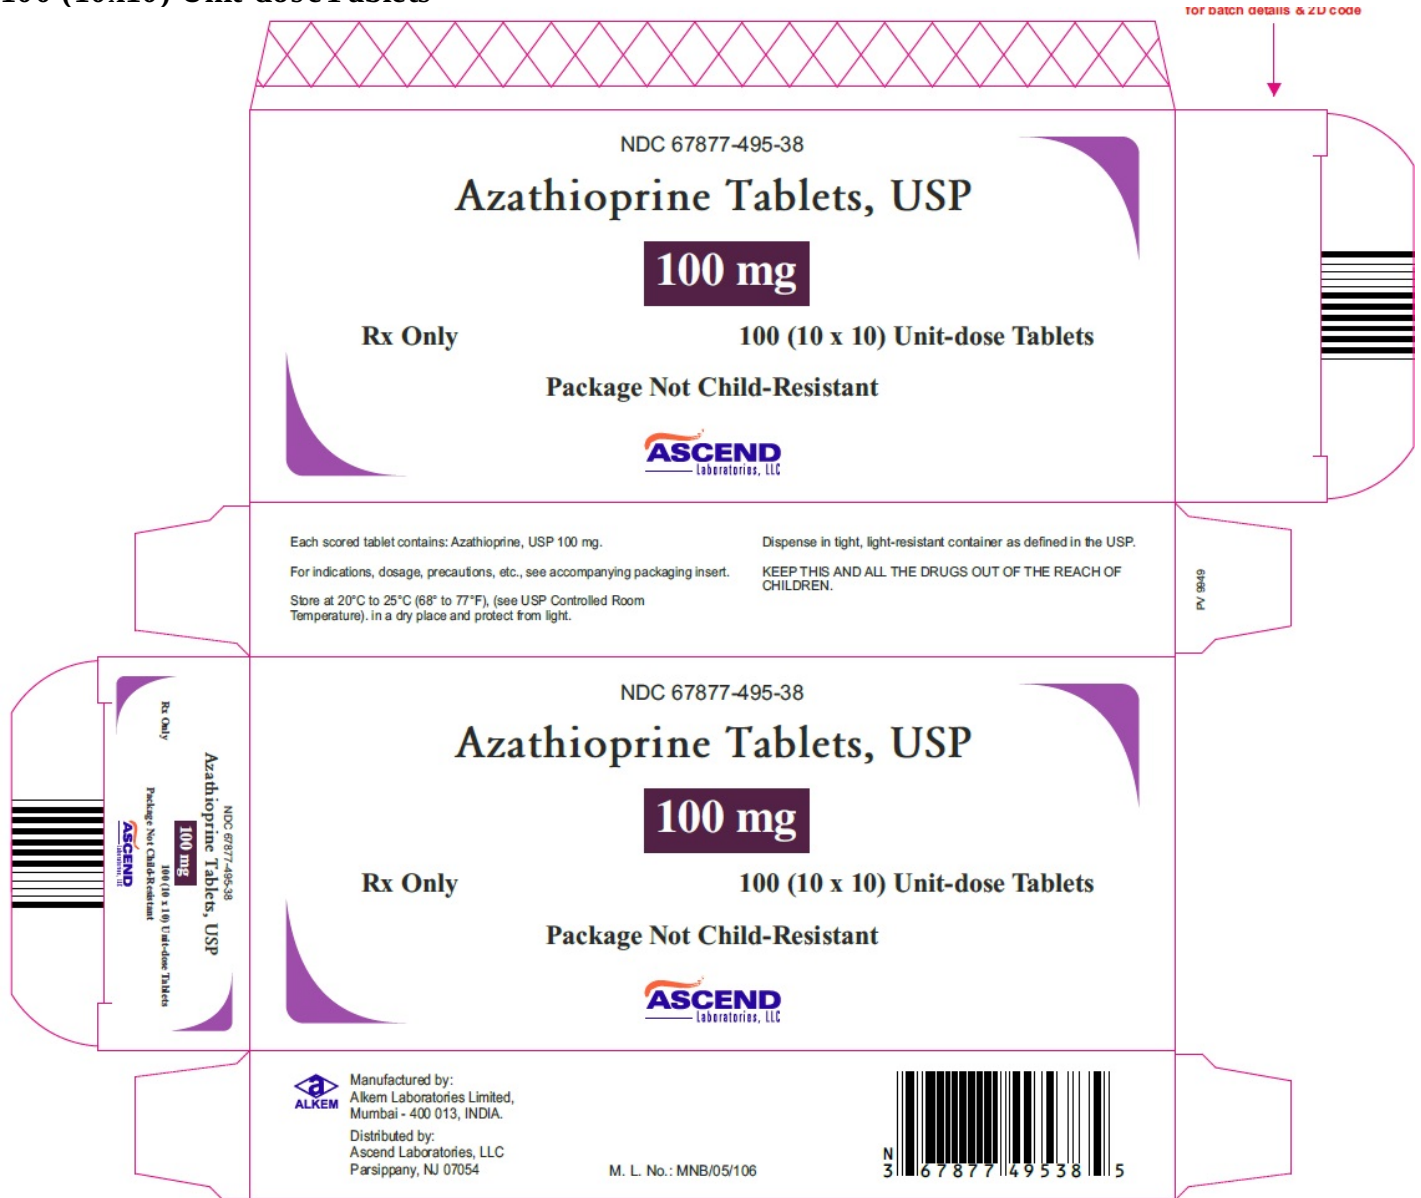 100 (10x10) Unit-dose Tablets
for batch details & 2D code
NDC 67877-495-38
Azathioprine Tablets, USP
100 mg
Rx Only
100 (10 x 10) Unit-dose Tablets
Package Not Child-Resistant
ASCEND
Laboratories, LLC
Each scored tablet contains: Azathioprine, USP 100 mg.
For indications, dosage, precautions, etc., see accompanying packaging insert.
Store at 20°C to 25°C (68° to 77°F), (see USP Controlled Room
Temperature). in a dry place and protect from light.
Dispense in tight, light-resistant container as defined in the USP.
KEEP THIS AND ALL THE DRUGS OUT OF THE REACH OF
CHILDREN.
PV 9949
NDC 67877-495-38
Azathioprine Tablets, USP
100 mg
Rx Only
100 (10 x 10) Unit-dose Tablets
Package Not Child-Resistant
ASCEND
Laboratories, LLC
NDC 67877-495-38
Azathioprine Tablets, USP
100 mg
Rx Only
100 (10 x 10) Unit-dose Tablets
Package Not Child-Resistant
ASCEND
Laboratories, LLC
a
ALKEM
Manufactured by:
Alkem Laboratories Limited,
Mumbai - 400 013, INDIA.
Distributed by:
Ascend Laboratories, LLC
Parsippany, NJ 07054
M. L. No.: MNB/05/106
N
3 67877 49538 5